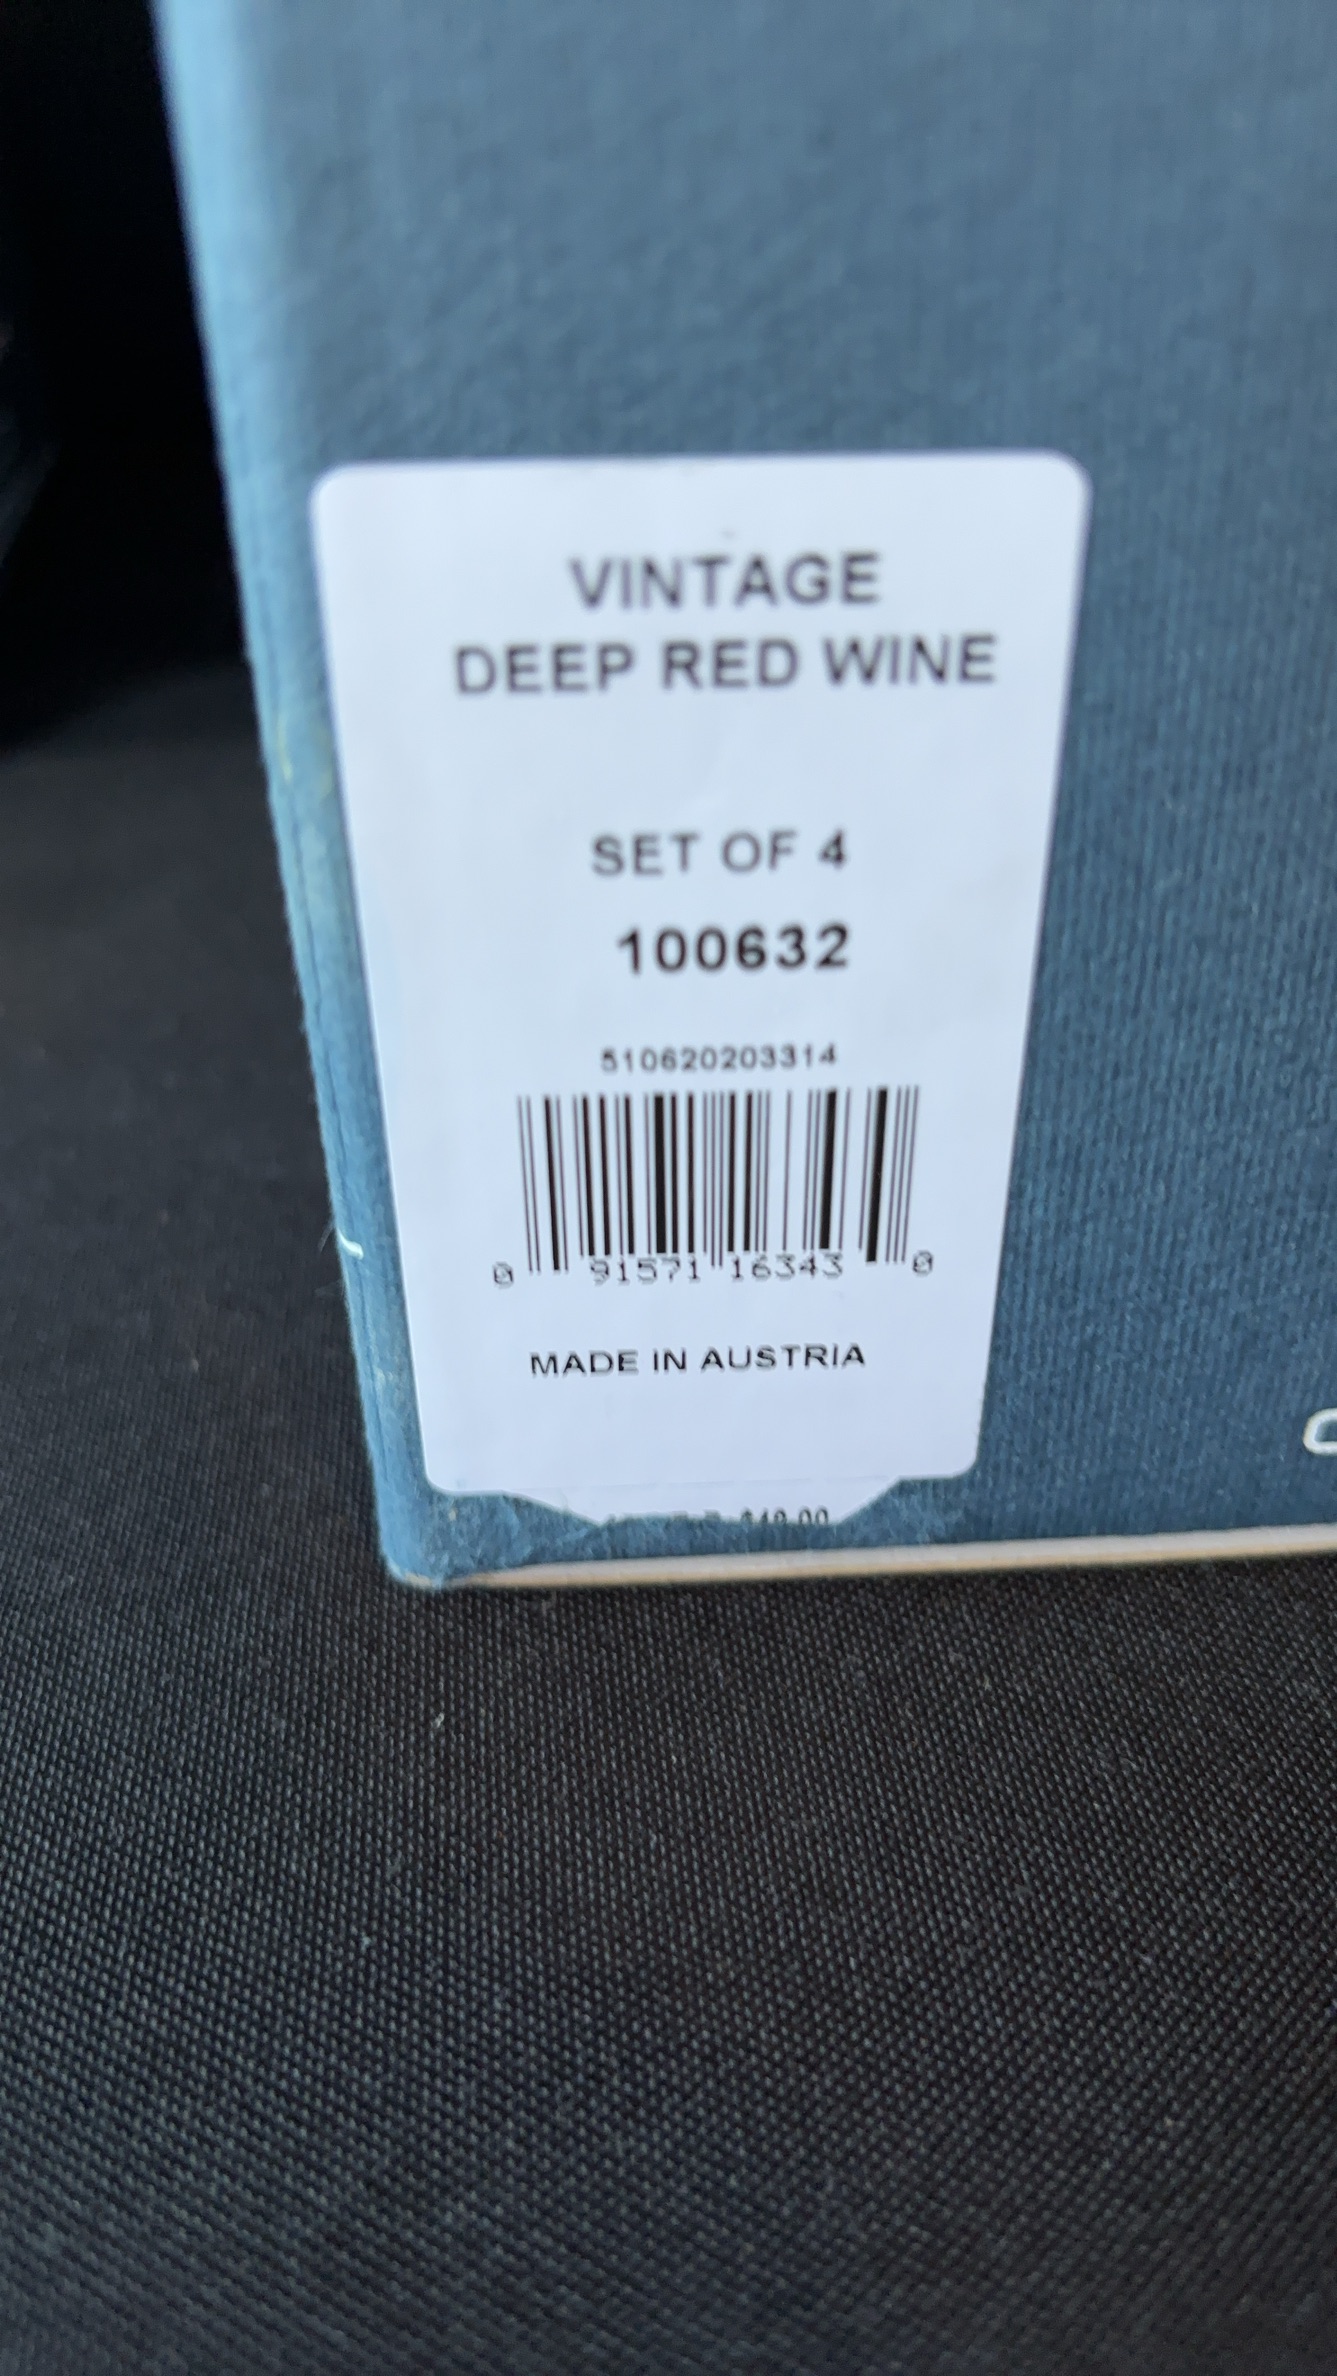 VINTAGE
DEEP RED WINE
SET OF 4
100632
510620203314
0 91571 16343 0
MADE IN AUSTRIA